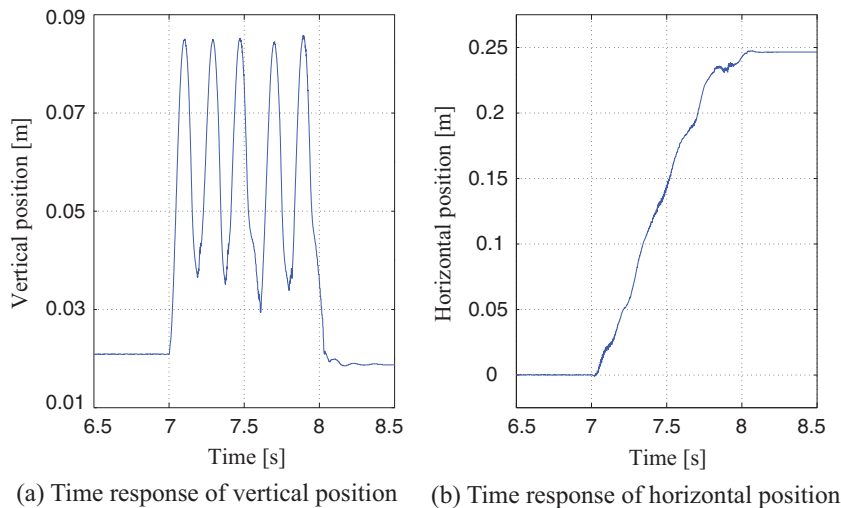 0.09
0.07
0.05
0.03
0.01
Vertical position [m]
6.5 7 7.5 8 8.5
Time [s]
(a) Time response of vertical position
0.25
0.2
0.15
0.1
0.05
0
Horizontal position [m]
6.5 7 7.5 8 8.5
Time [s]
(b) Time response of horizontal position